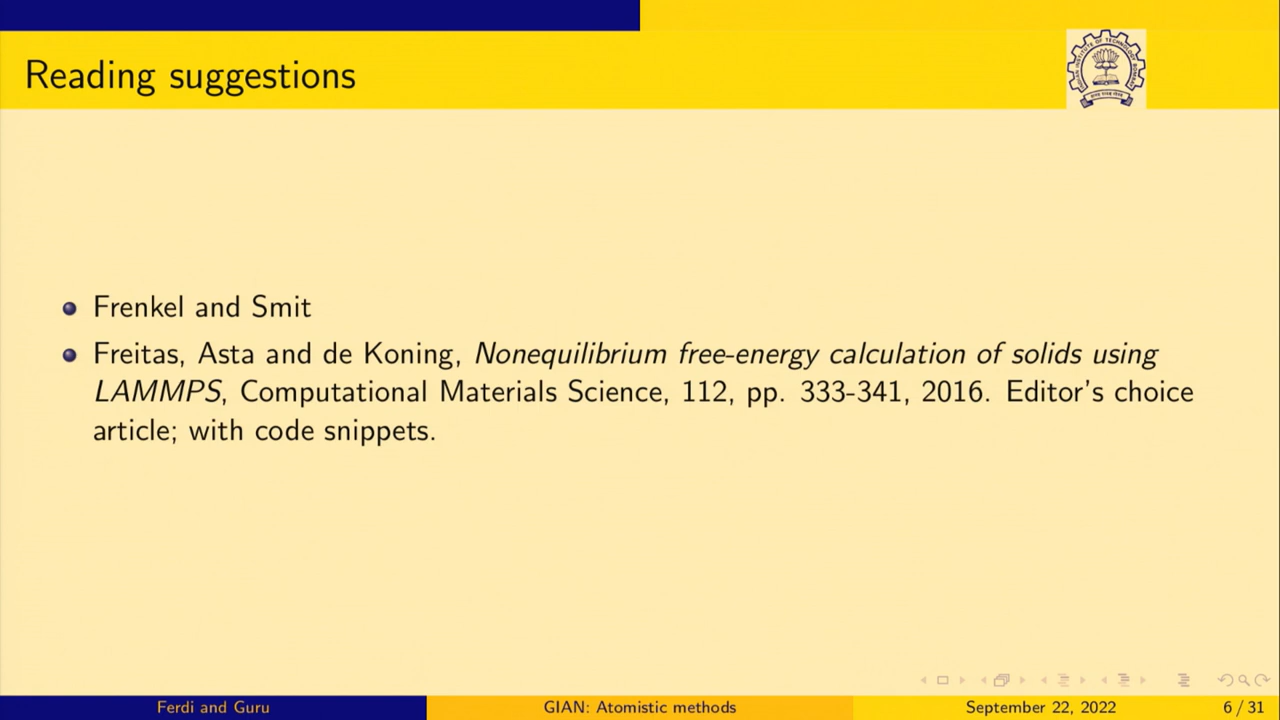 Reading suggestions
Frenkel and Smit
Freitas, Asta and de Koning, Nonequilibrium free-energy calculation of solids using
LAMMPS, Computational Materials Science, 112, pp. 333-341, 2016. Editor's choice
article; with code snippets.
Ferdi and Guru
GIAN: Atomistic methods
September 22, 2022
6 / 31